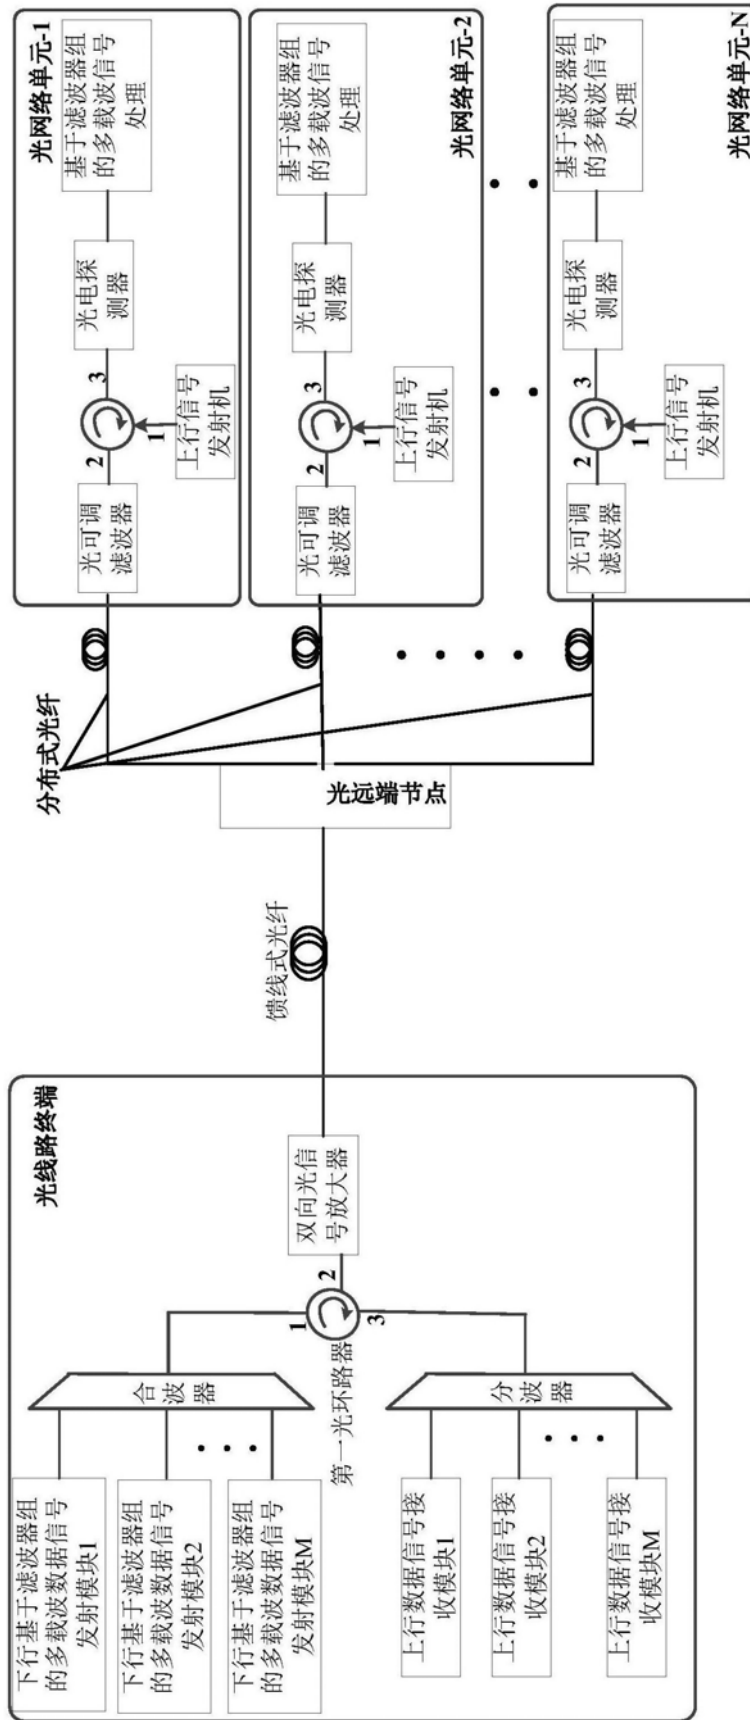 光线路终端
下行基于滤波器组
的多载波数据信号
发射模块1
下行基于滤波器组
的多载波数据信号
发射模块2
下行基于滤波器组
的多载波数据信号
发射模块M
上行数据信号接
收模块1
上行数据信号接
收模块2
上行数据信号接
收模块M
合波器
分波器
1
2
3
第一光环路器
双向光信
号放大器
馈线式光纤
光远端节点
分布式光纤
光网络单元-1
光可调
滤波器
2
1
3
上行信号
发射机
光电探
测器
基于滤波器组
的多载波信号
处理
光网络单元-2
光可调
滤波器
2
1
3
上行信号
发射机
光电探
测器
基于滤波器组
的多载波信号
处理
光网络单元-N
光可调
滤波器
2
1
3
上行信号
发射机
光电探
测器
基于滤波器组
的多载波信号
处理